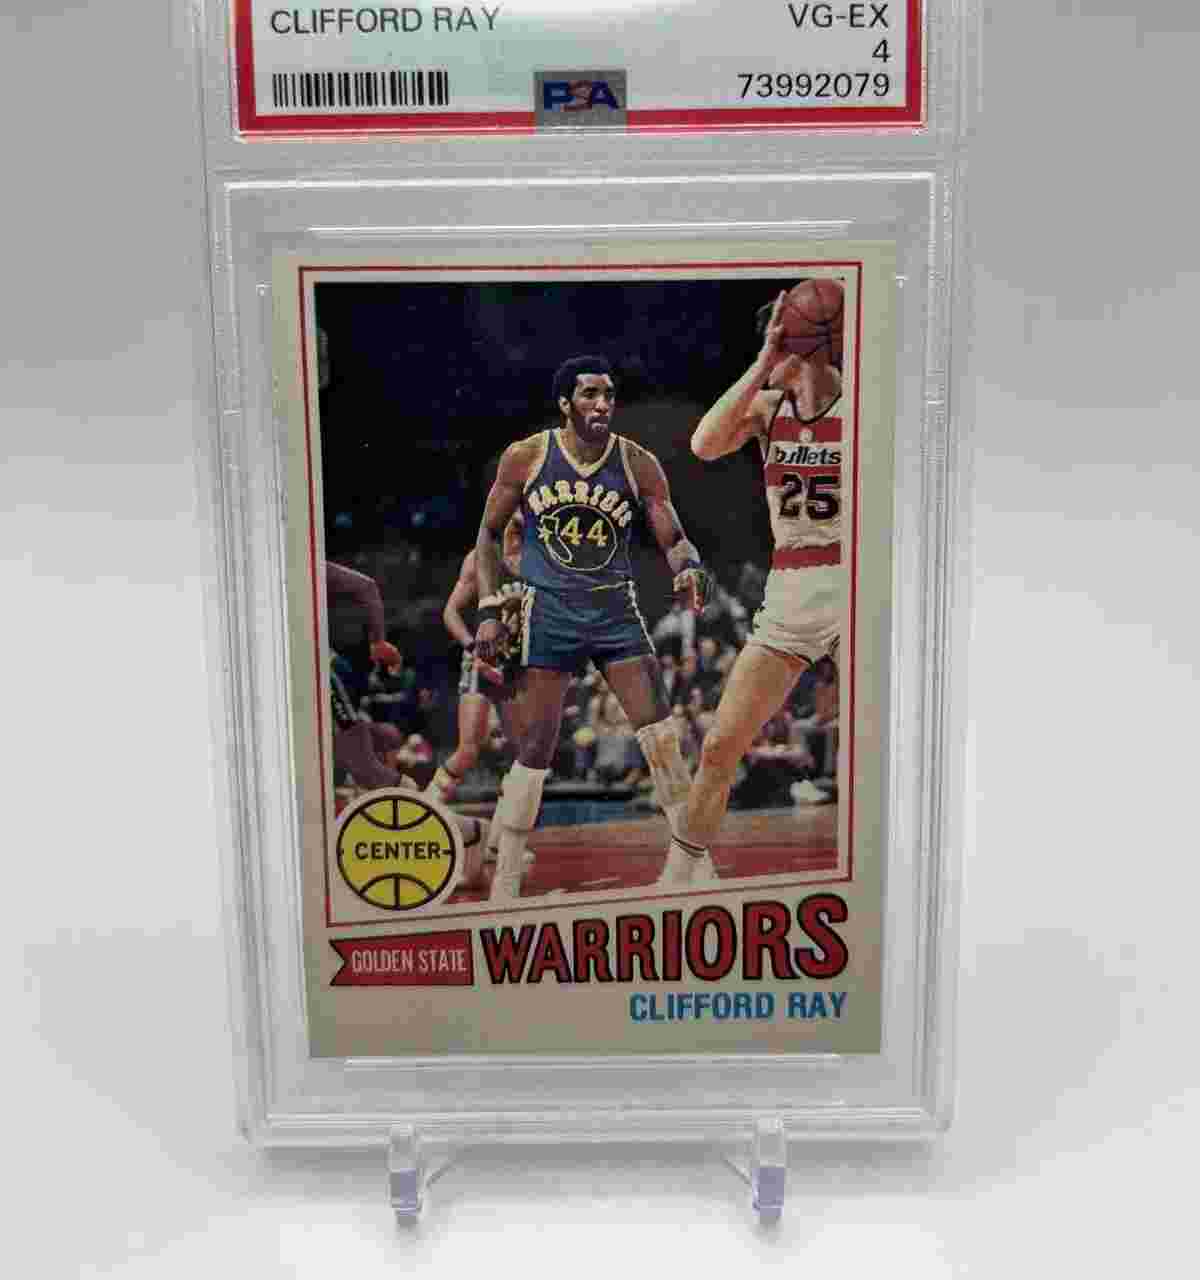 CLIFFORD RAY
VG-EX
4
PSA
73992079
bullets
25
WARRIORS
44
CENTER
GOLDEN STATE
WARRIORS
CLIFFORD RAY